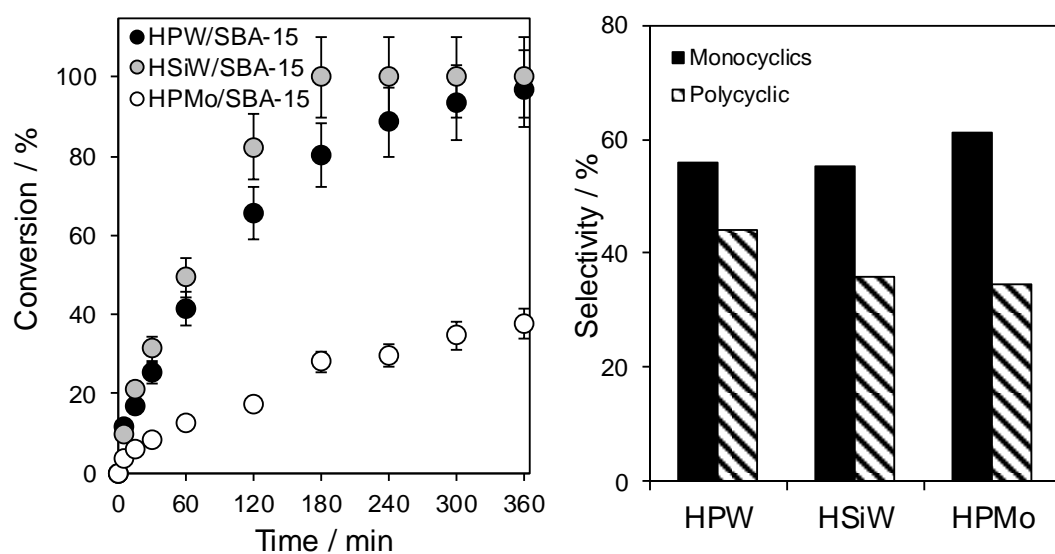 HPW/SBA-15
HSiW/SBA-15
HPMo/SBA-15
Conversion / %
100
80
60
40
20
0
0 60 120 180 240 300 360
Time / min
Monocyclics
Polycyclic
Selectivity / %
80
60
40
20
0
HPW HSiW HPMo